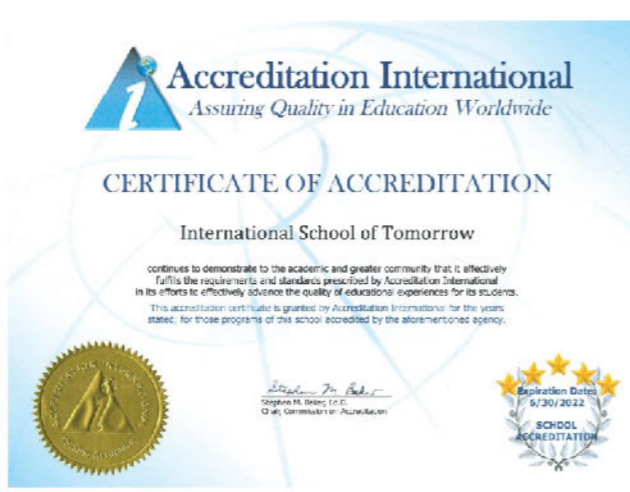 Accreditation International
Assuring Quality in Education Worldwide
CERTIFICATE OF ACCREDITATION
International School of Tomorrow
continues to demonstrate to the academic and greater community that it effectively
fulfills the requirements and standards prescribed by Accreditation International
in its efforts to effectively advance the quality of educational experiences for its students.
This accreditation certificate is granted by Accreditation International for the years
stated; for those programs of this school accredited by the aforementioned agency.
Stephen M. Baker, Ed.D.
Chair, Commission on Accreditation
Expiration Date:
6/30/2022
SCHOOL
ACCREDITATION